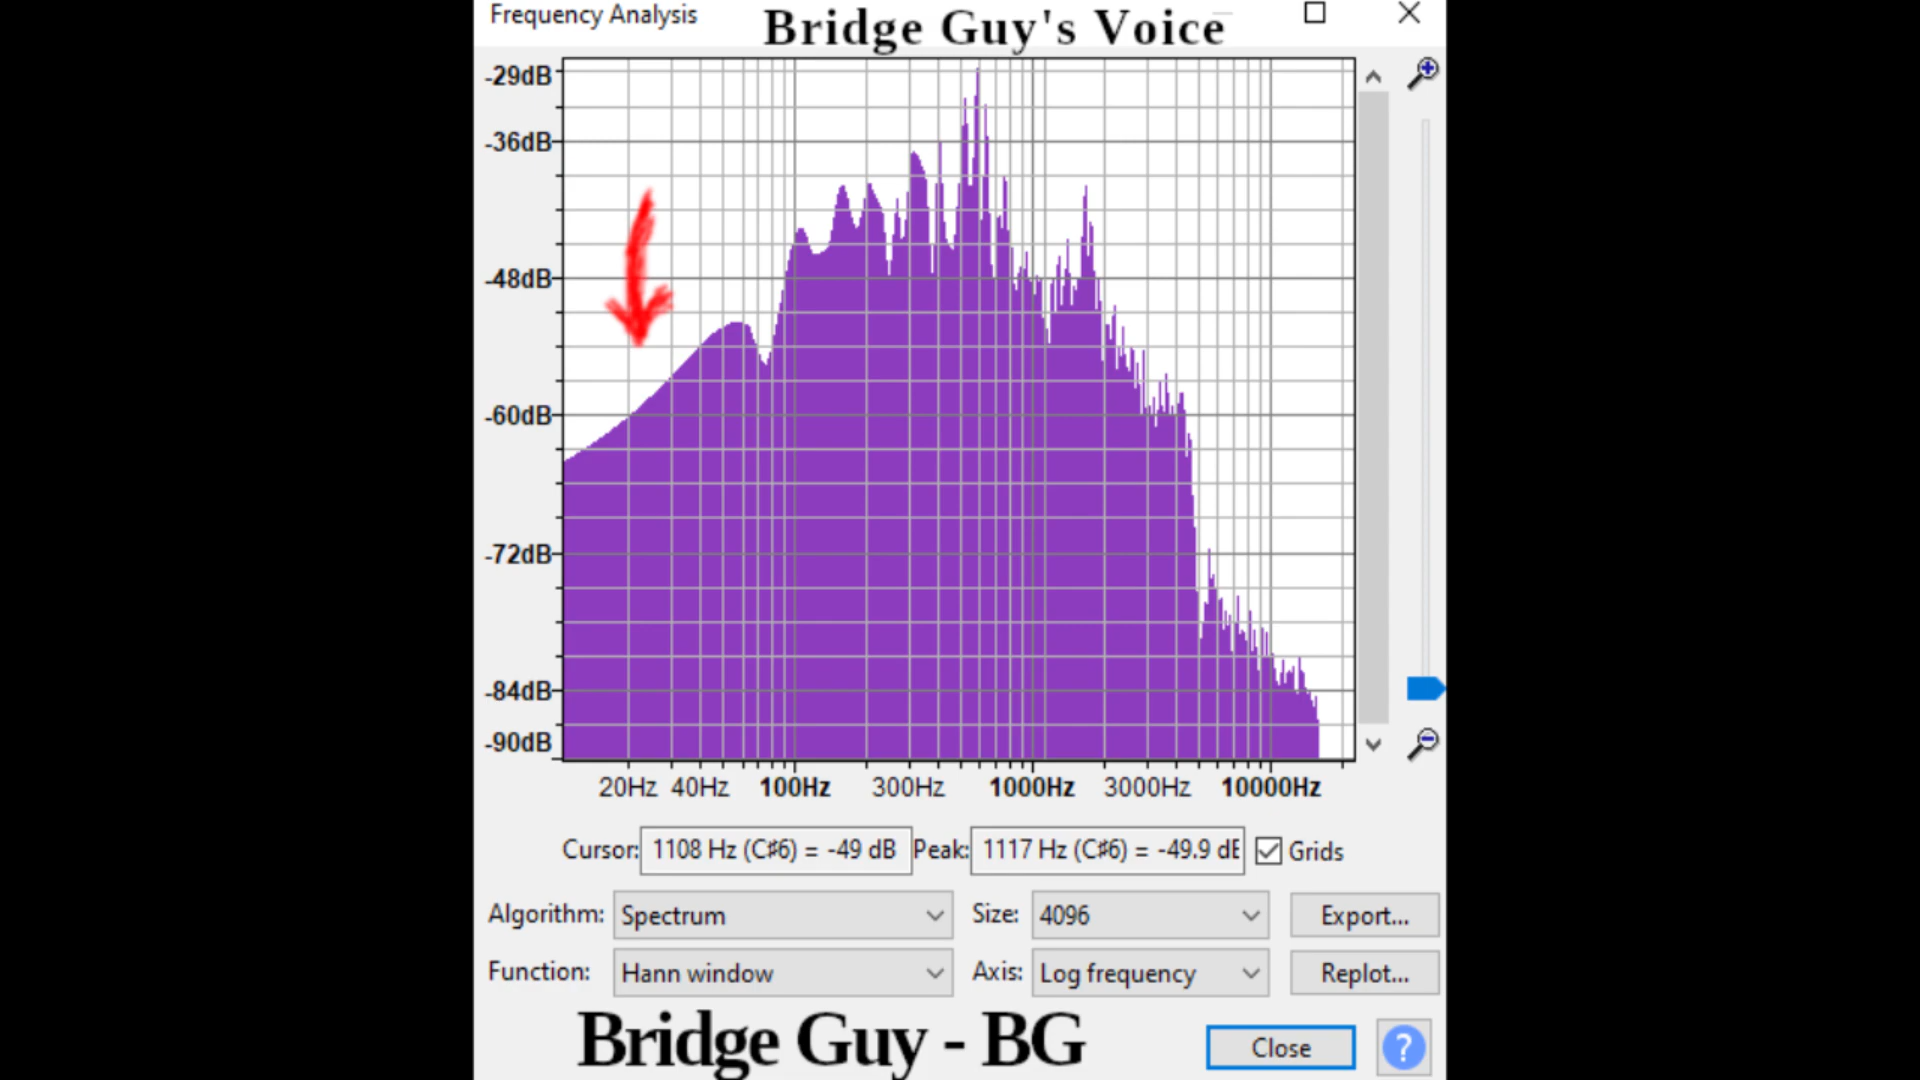 Frequency Analysis
Bridge Guy's Voice
-29dB
-36dB
-48dB
-60dB
-72dB
-84dB
-90dB
20Hz 40Hz 100Hz 300Hz 1000Hz 3000Hz 10000Hz
Cursor: 1108 Hz (C♯6) = -49 dB Peak: 1117 Hz (C♯6) = -49.9 dB Grids
Algorithm: Spectrum Size: 4096 Export...
Function: Hann window Axis: Log frequency Replot...
Bridge Guy - BG Close ?